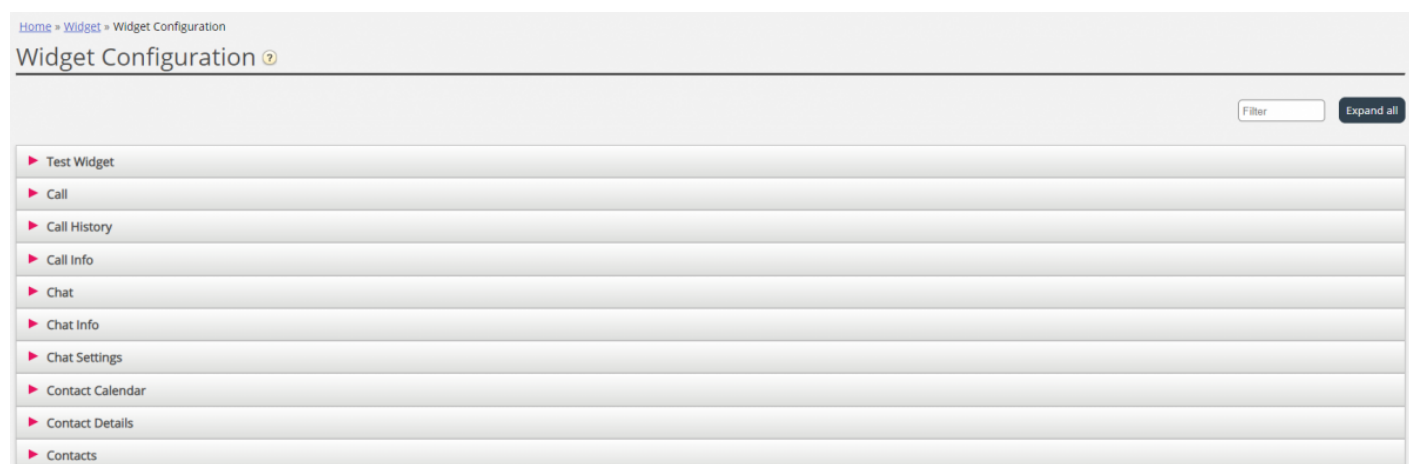 Home » Widget » Widget Configuration
Widget Configuration ?
Filter Expand all
Test Widget
Call
Call History
Call Info
Chat
Chat Info
Chat Settings
Contact Calendar
Contact Details
Contacts